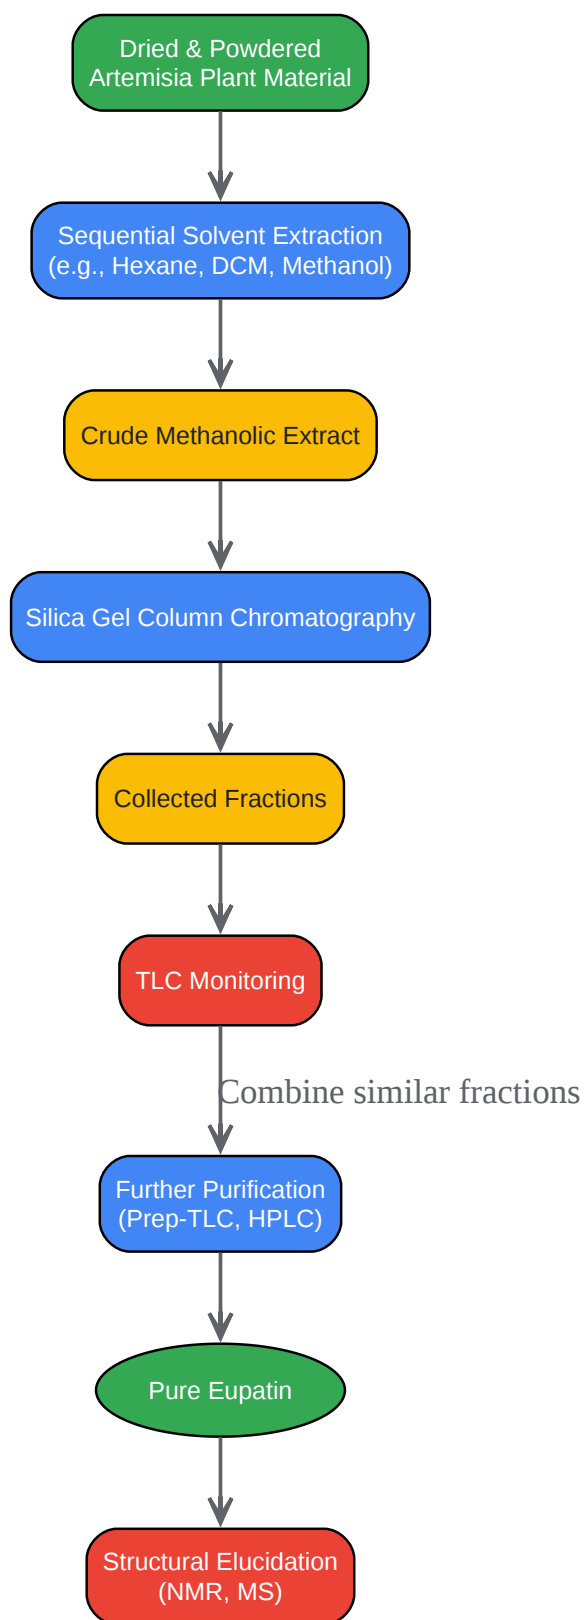 Dried & Powdered
Artemisia Plant Material
Sequential Solvent Extraction
(e.g., Hexane, DCM, Methanol)
Crude Methanolic Extract
Silica Gel Column Chromatography
Collected Fractions
TLC Monitoring
Combine similar fractions
Further Purification
(Prep-TLC, HPLC)
Pure Eupatin
Structural Elucidation
(NMR, MS)